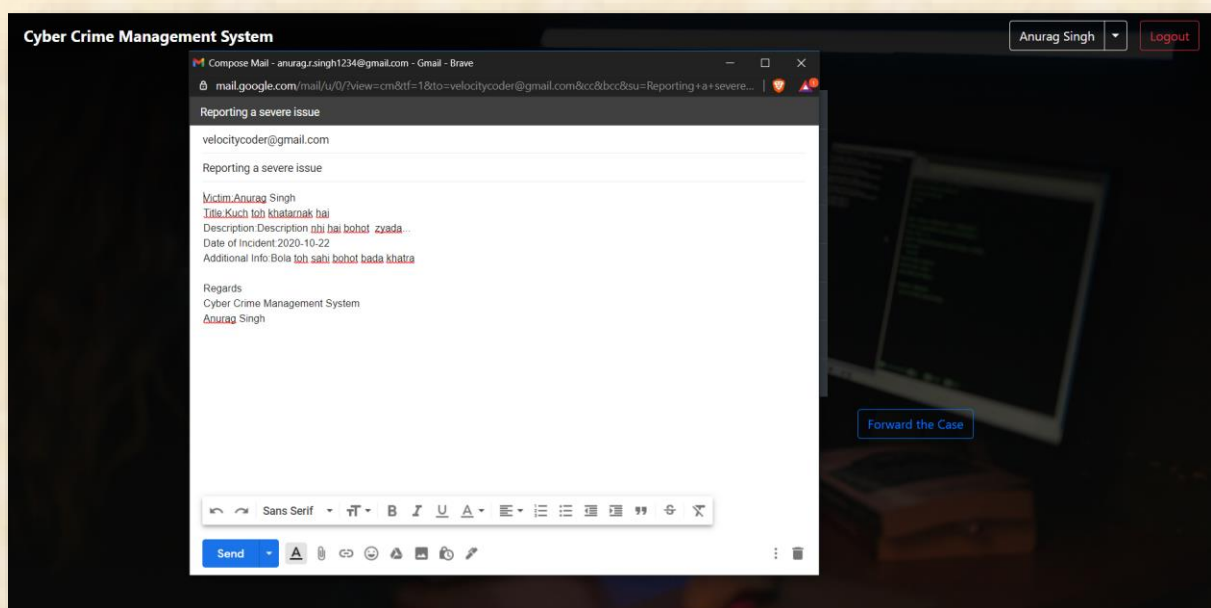 Cyber Crime Management System
Anurag Singh
Logout
Compose Mail - anurag.r.singh1234@gmail.com - Gmail - Brave
mail.google.com/mail/u/0/?view=cm&tf=1&to=velocitycoder@gmail.com&cc&bcc&su=Reporting+a+severe...
Reporting a severe issue
velocitycoder@gmail.com
Reporting a severe issue
Victim:Anurag Singh
Title:Kuch toh khatarnak hai
Description:Description nhi hai bohot zyada...
Date of Incident:2020-10-22
Additional Info:Bola toh sahi bohot bada khatra
Regards
Cyber Crime Management System
Anurag Singh
Forward the Case
Sans Serif
Send